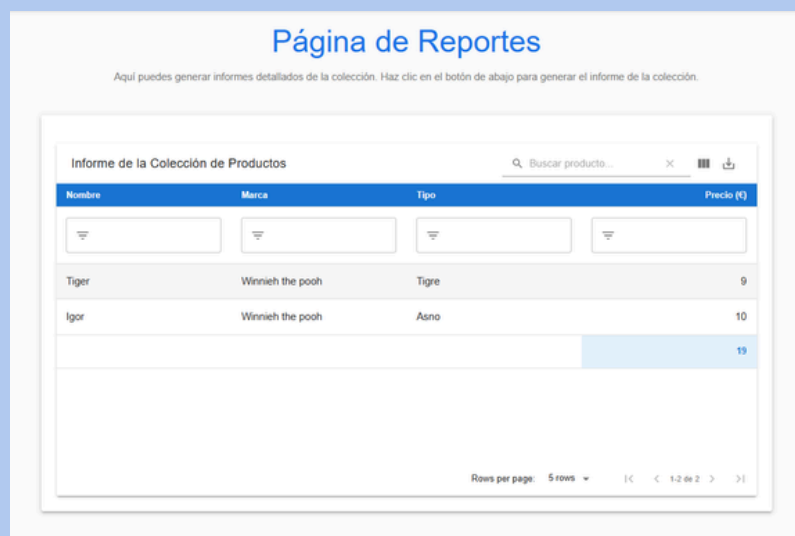 Página de Reportes
Aquí puedes generar informes detallados de la colección. Haz clic en el botón de abajo para generar el informe de la colección.
Informe de la Colección de Productos Buscar producto...
Nombre Marca Tipo Precio (€)
Tiger Winnieh the pooh Tigre 9
Igor Winnieh the pooh Asno 10
19
Rows per page: 5 rows 1-2 de 2